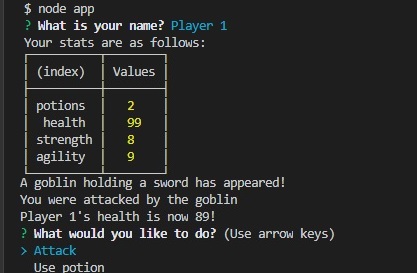 $ node app
? What is your name? Player 1
Your stats are as follows:
(index) Values
potions 2
health 99
strength 8
agility 9
A goblin holding a sword has appeared!
You were attacked by the goblin
Player 1's health is now 89!
? What would you like to do? (Use arrow keys)
> Attack
Use potion